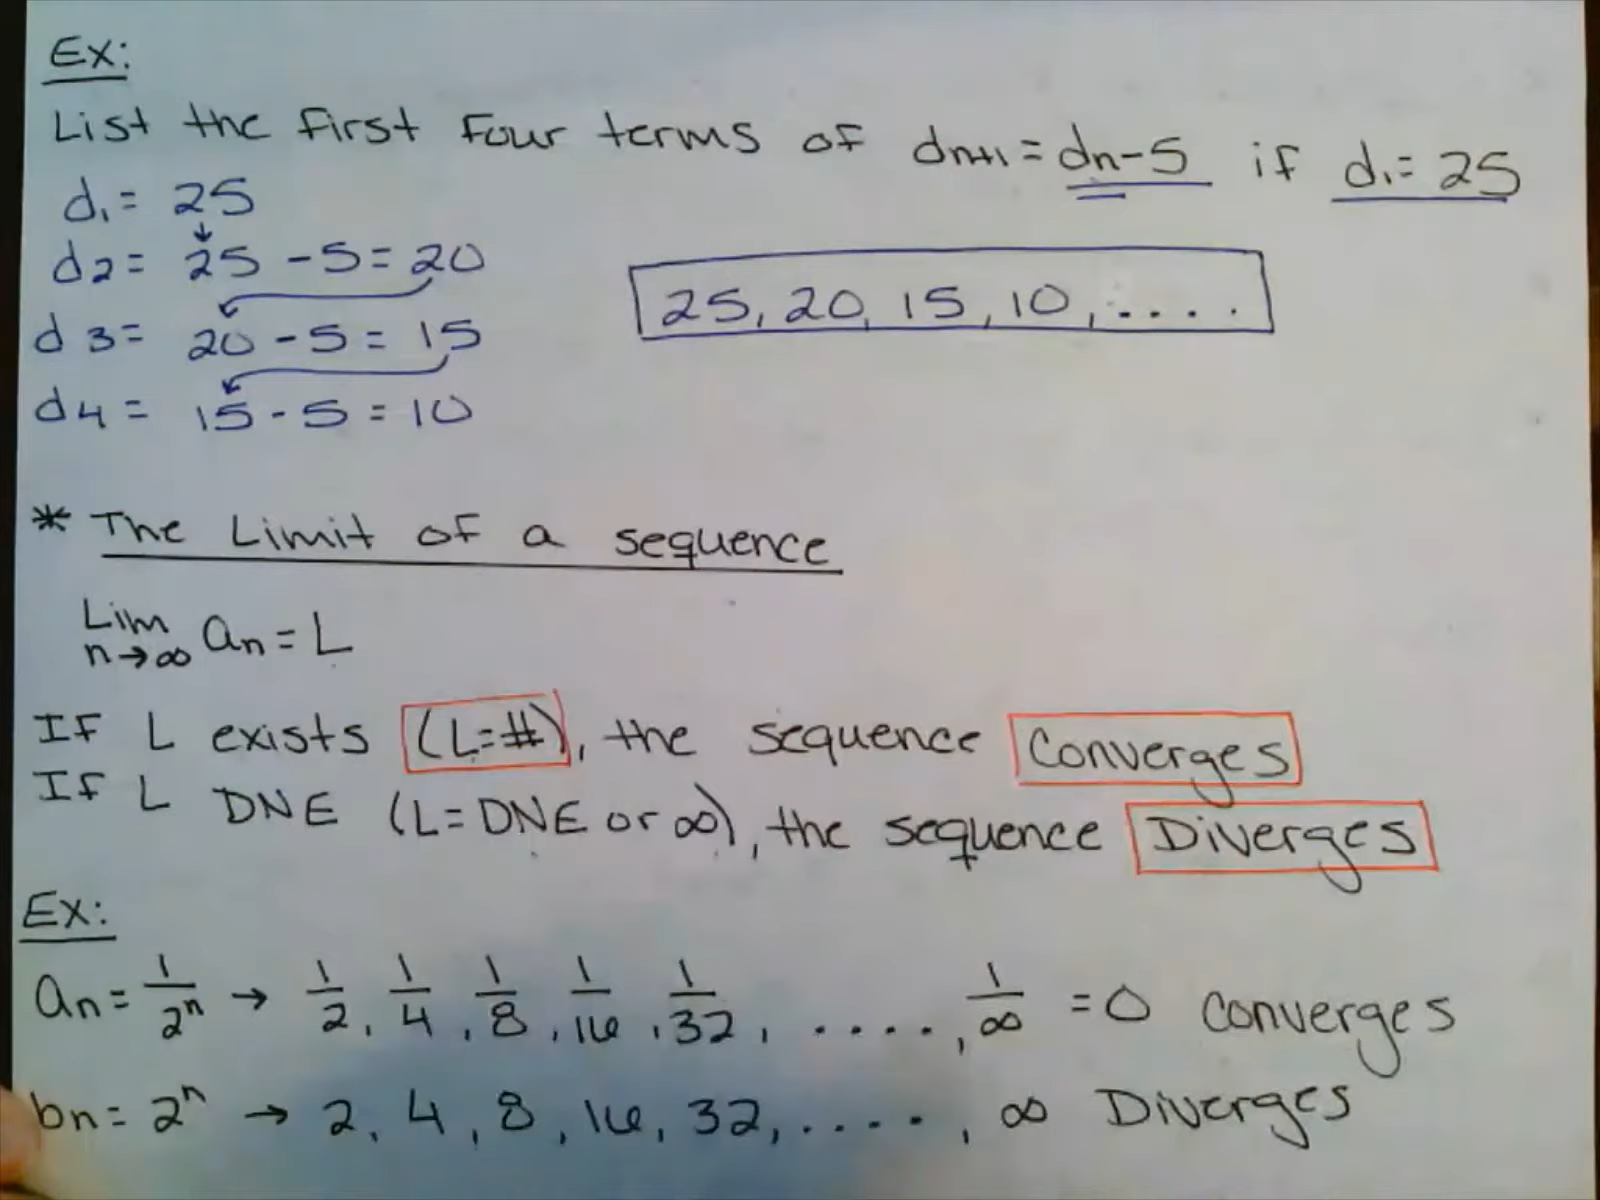 Ex:
List the first four terms of dn+1 = dn - 5 if d1 = 25
d1 = 25
d2 = 25 - 5 = 20
d3 = 20 - 5 = 15
25, 20, 15, 10, ....
d4 = 15 - 5 = 10
* The Limit of a sequence
Lim n→∞ an = L
If L exists (L=#), the sequence Converges
If L DNE (L = DNE or ∞), the sequence Diverges
Ex:
an = 1/2ⁿ → 1/2, 1/4, 1/8, 1/16, 1/32, ...., 1/∞ = 0 converges
bn = 2ⁿ → 2, 4, 8, 16, 32, ...., ∞ Diverges